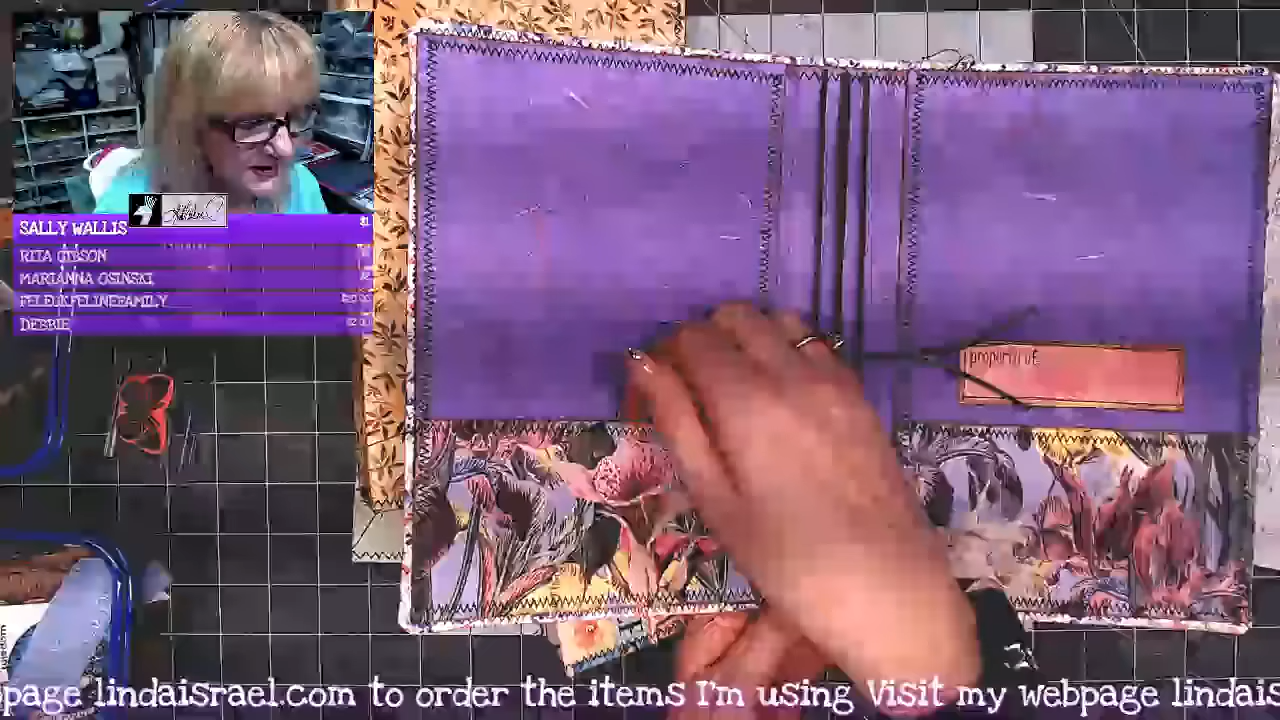 SALLY WALLIS $1
RITA GIBSON
MARIANNA OSINSKI
DEBBIE
property of:
page lindaisrael.com to order the items I'm using Visit my webpage lindais